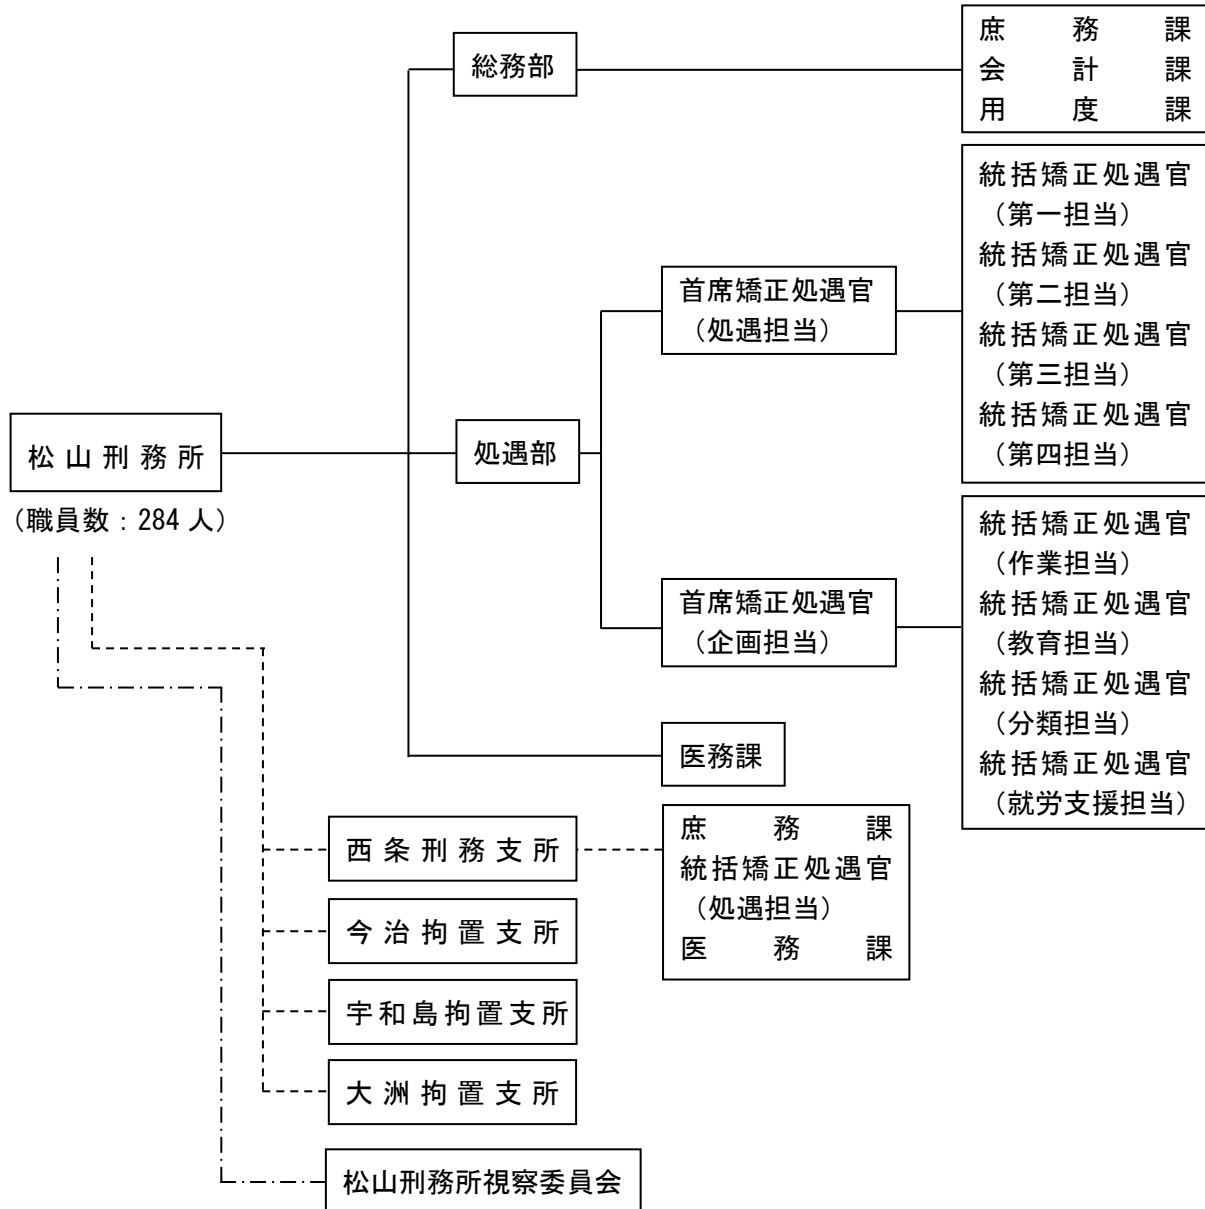 総務部
庶務課
会計課
用度課
松山刑務所
（職員数：284人）
処遇部
首席矯正処遇官
（処遇担当）
統括矯正処遇官
（第一担当）
統括矯正処遇官
（第二担当）
統括矯正処遇官
（第三担当）
統括矯正処遇官
（第四担当）
首席矯正処遇官
（企画担当）
統括矯正処遇官
（作業担当）
統括矯正処遇官
（教育担当）
統括矯正処遇官
（分類担当）
統括矯正処遇官
（就労支援担当）
医務課
西条刑務支所
庶務課
統括矯正処遇官
（処遇担当）
医務課
今治拘置支所
宇和島拘置支所
大洲拘置支所
松山刑務所視察委員会